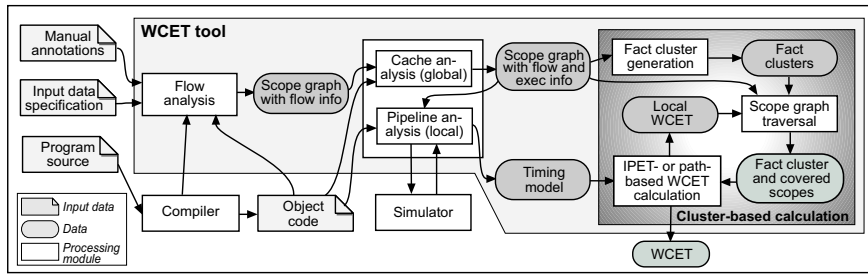 WCET tool
Manual
annotations
Input data
specification
Program
source
Flow
analysis
Scope graph
with flow info
Cache an-
alysis (global)
Pipeline an-
alysis (local)
Scope graph
with flow and
exec info
Fact cluster
generation
Fact
clusters
Local
WCET
Scope graph
traversal
Timing
model
IPET- or path-
based WCET
calculation
Fact cluster
and covered
scopes
Cluster-based calculation
Compiler
Object
code
Simulator
WCET
Input data
Data
Processing
module